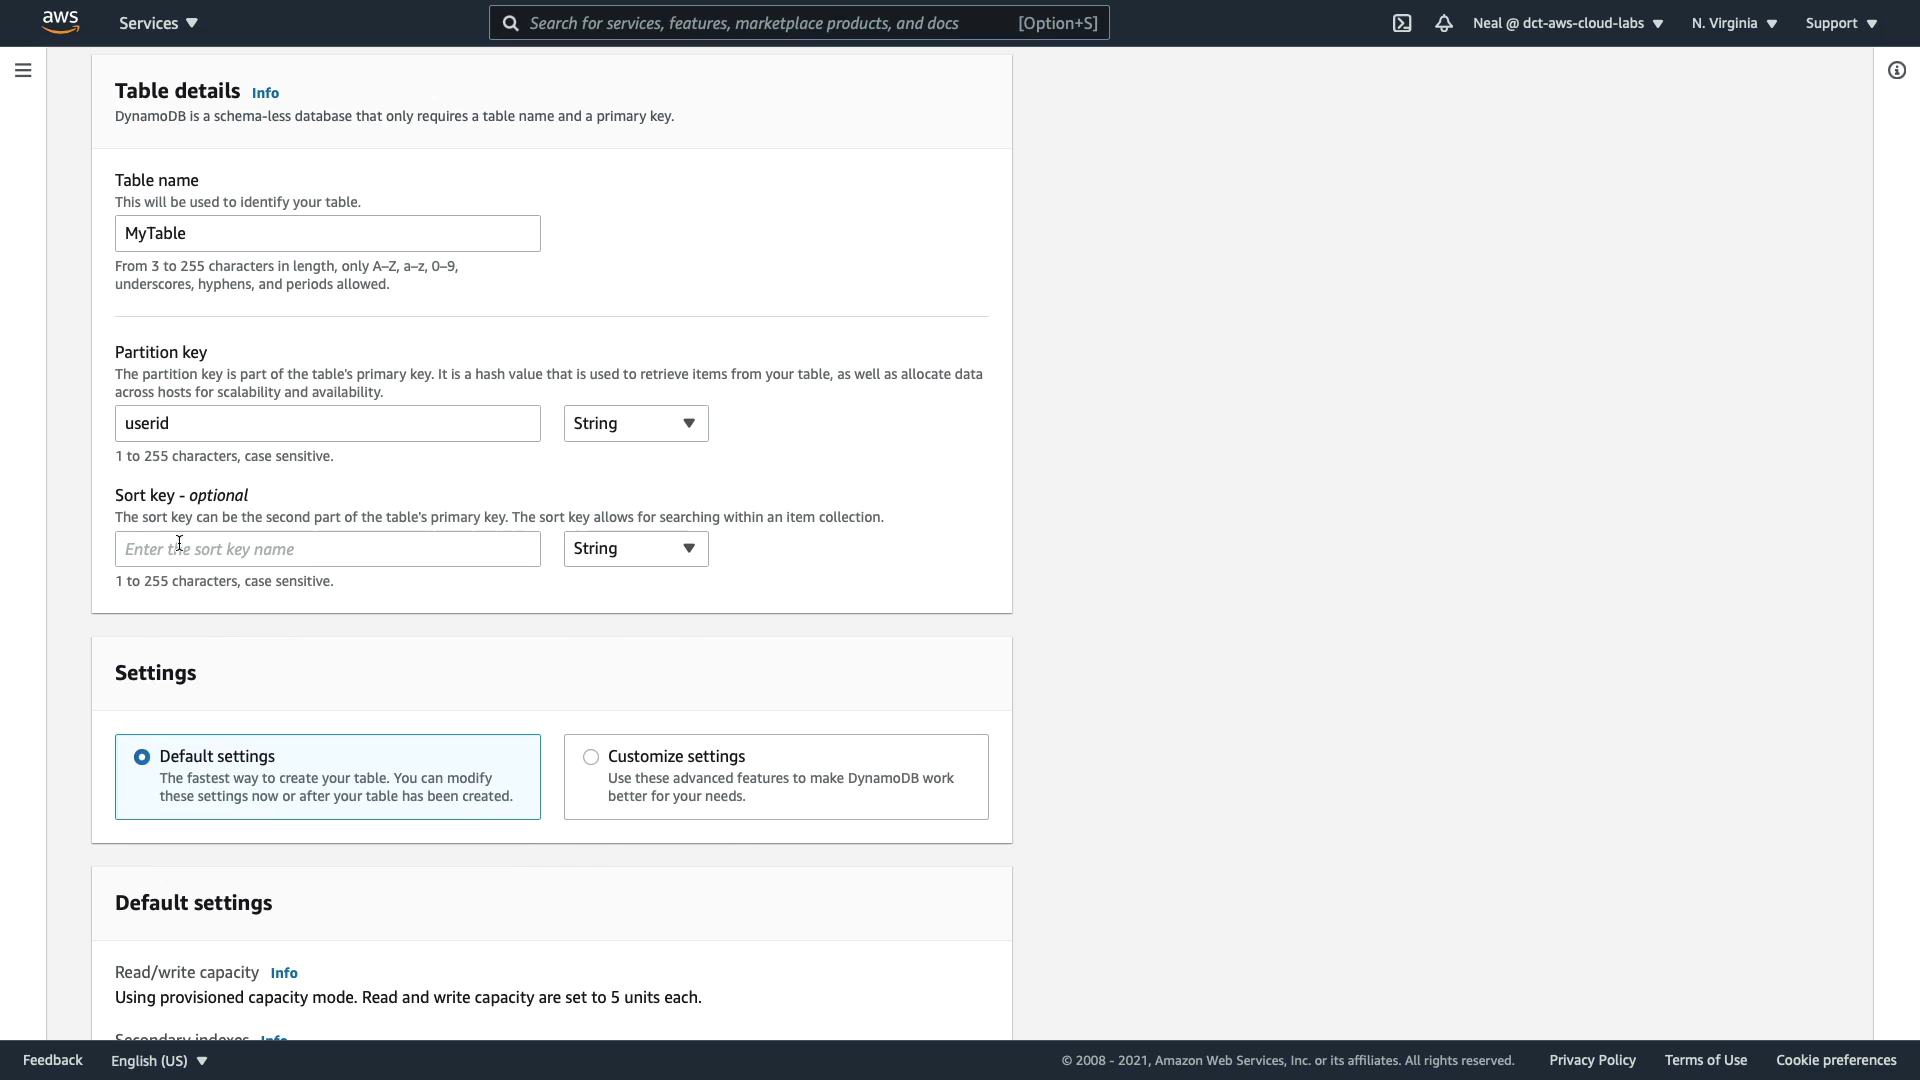 aws
Services
Search for services, features, marketplace products, and docs [Option+S]
Neal @ dct-aws-cloud-labs
N. Virginia
Support
Table details Info
DynamoDB is a schema-less database that only requires a table name and a primary key.
Table name
This will be used to identify your table.
MyTable
From 3 to 255 characters in length, only A–Z, a–z, 0–9,
underscores, hyphens, and periods allowed.
Partition key
The partition key is part of the table's primary key. It is a hash value that is used to retrieve items from your table, as well as allocate data
across hosts for scalability and availability.
userid
String
1 to 255 characters, case sensitive.
Sort key - optional
The sort key can be the second part of the table's primary key. The sort key allows for searching within an item collection.
Enter the sort key name
String
1 to 255 characters, case sensitive.
Settings
Default settings
The fastest way to create your table. You can modify
these settings now or after your table has been created.
Customize settings
Use these advanced features to make DynamoDB work
better for your needs.
Default settings
Read/write capacity Info
Using provisioned capacity mode. Read and write capacity are set to 5 units each.
Secondary indexes Info
Feedback
English (US)
© 2008 - 2021, Amazon Web Services, Inc. or its affiliates. All rights reserved.
Privacy Policy
Terms of Use
Cookie preferences